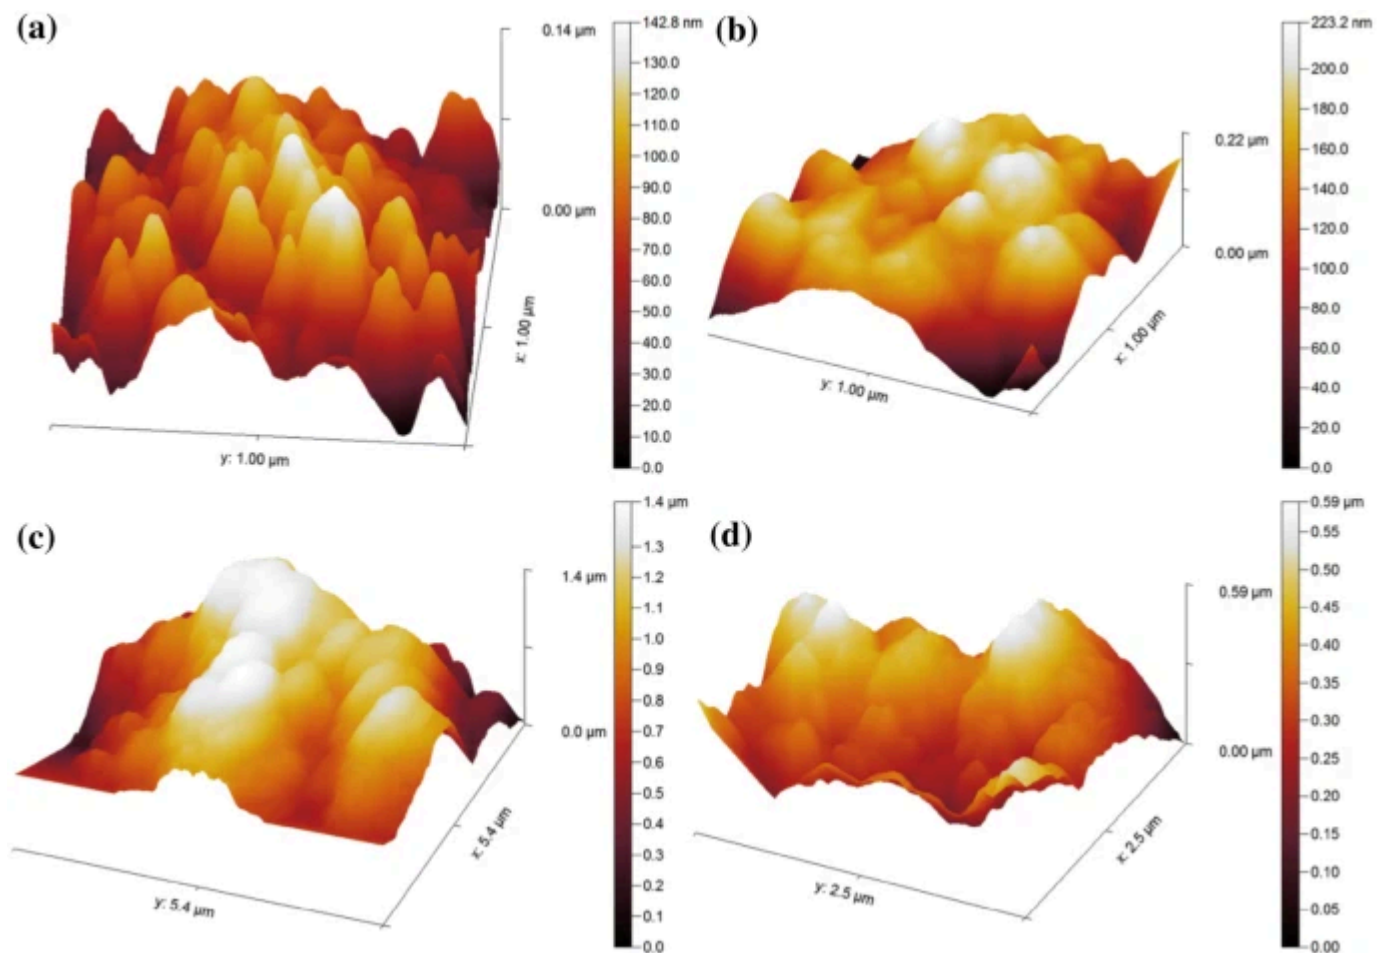 (a)
0.14 µm
0.00 µm
x: 1.00 µm
y: 1.00 µm
142.8 nm
130.0
120.0
110.0
100.0
90.0
80.0
70.0
60.0
50.0
40.0
30.0
20.0
10.0
0.0
(b)
0.22 µm
0.00 µm
x: 1.00 µm
y: 1.00 µm
223.2 nm
200.0
180.0
160.0
140.0
120.0
100.0
80.0
60.0
40.0
20.0
0.0
(c)
1.4 µm
0.0 µm
x: 5.4 µm
y: 5.4 µm
1.4 µm
1.3
1.2
1.1
1.0
0.9
0.8
0.7
0.6
0.5
0.4
0.3
0.2
0.1
0.0
(d)
0.59 µm
0.00 µm
x: 2.5 µm
y: 2.5 µm
0.59 µm
0.55
0.50
0.45
0.40
0.35
0.30
0.25
0.20
0.15
0.10
0.05
0.00